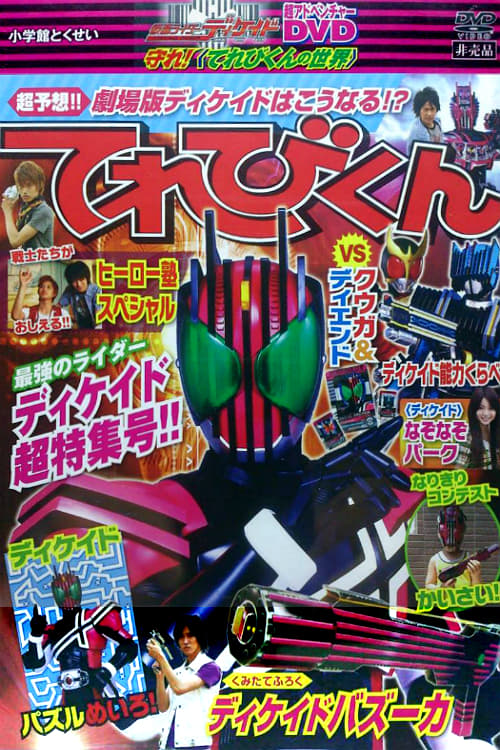 小学館とくせい
仮面ライダーディケイド
超アドベンチャー
DVD
守れ!〈てれびくんの世界〉
DVD
VIDEO
非売品
超予想!!
劇場版ディケイドはこうなる!?
てれびくん
戦士たちが
おしえる!!
ヒーロー塾
スペシャル
VS
クウガ&
ディエンド
ディケイド能力くらべ
最強のライダー
ディケイド
超特集号!!
〈ディケイド〉
なぞなぞ
パーク
なりきり
コンテスト
かいさい!
ディケイド
パズルめいろ!
くみたてふろく
ディケイドバズーカ